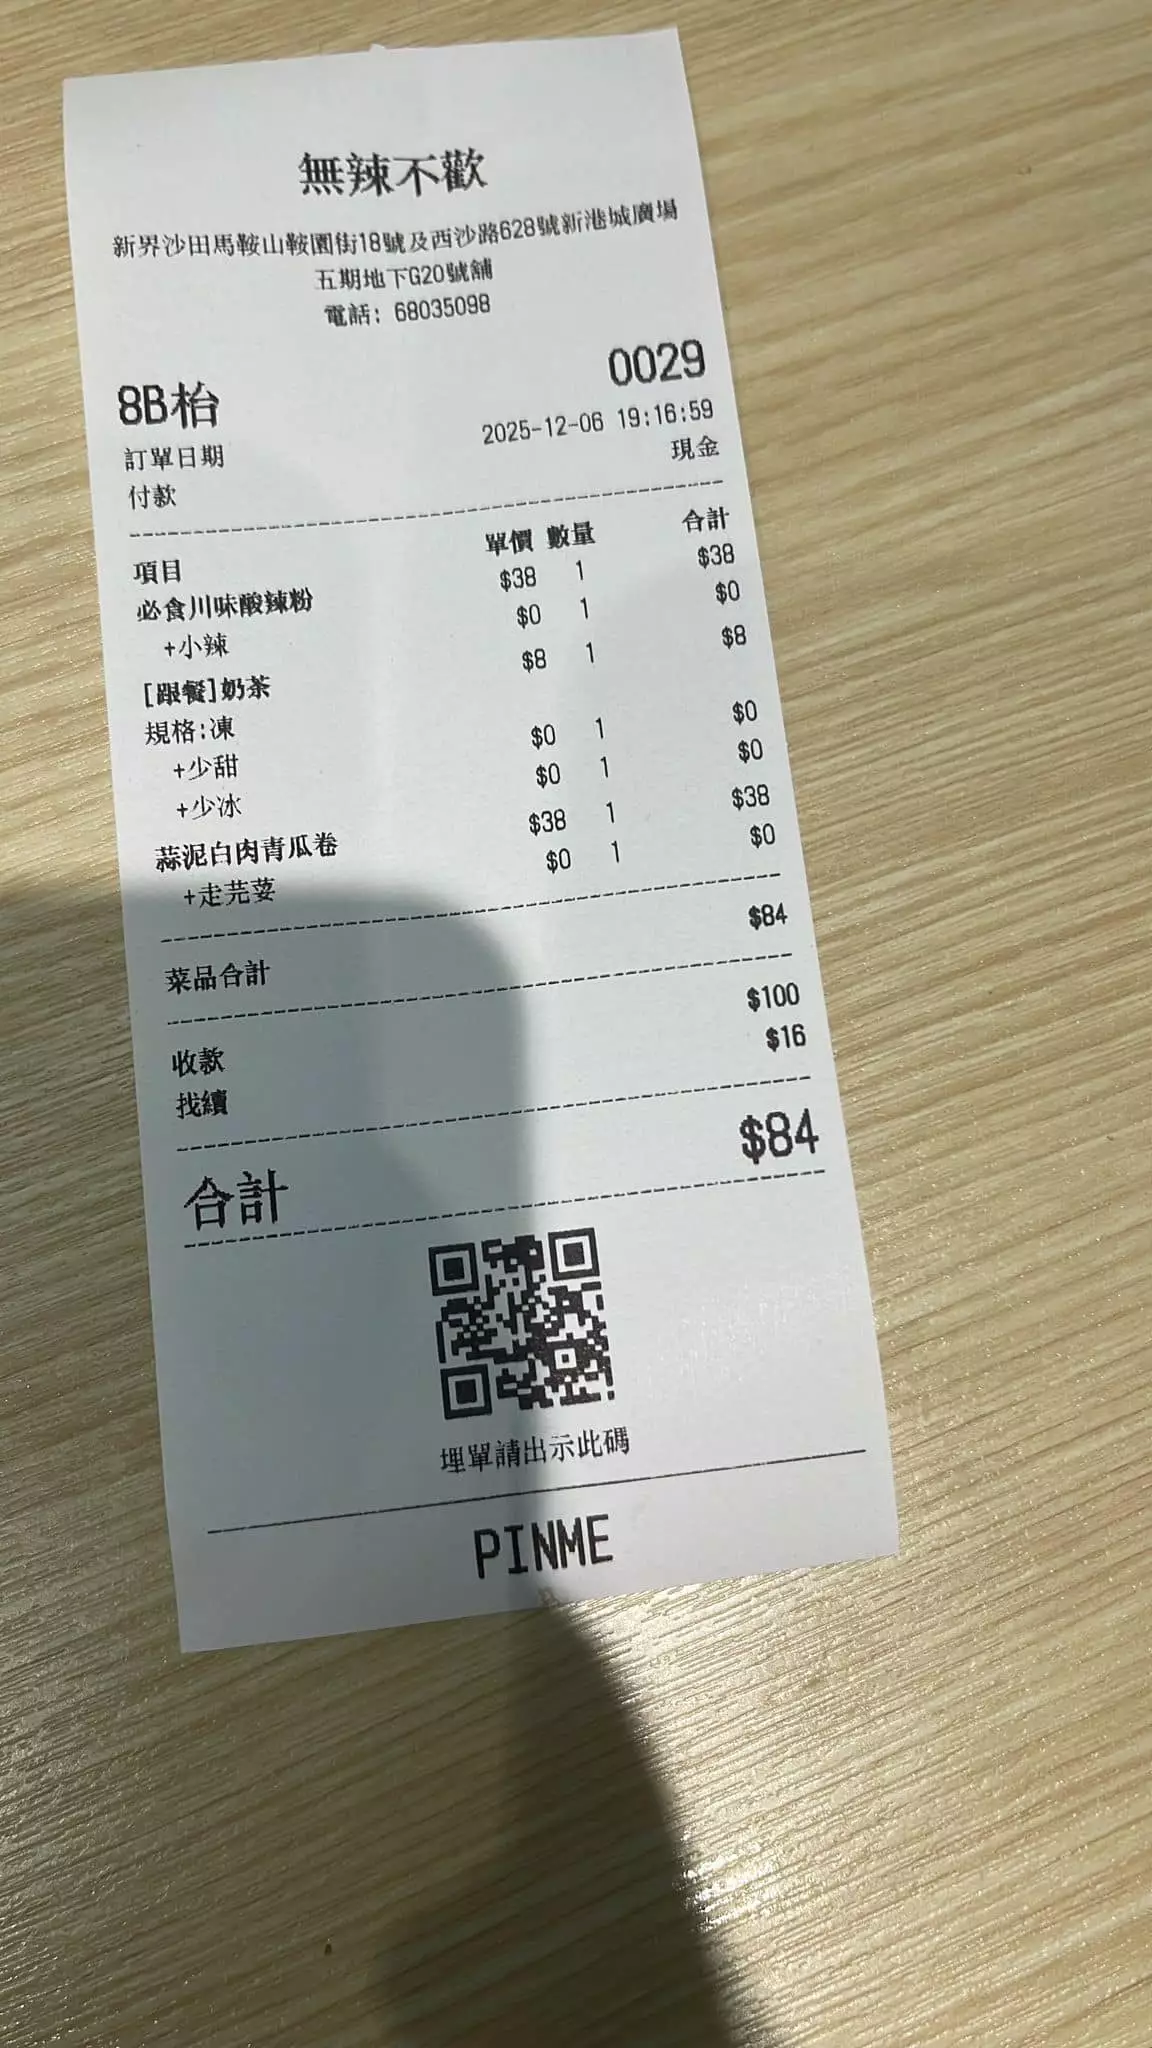 無辣不歡
新界沙田馬鞍山鞍園街18號及西沙路628號新港城廣場
五期地下G20號舖
電話: 68035098
8B枱 0029
訂單日期 2025-12-06 19:16:59
付款 現金
項目 單價 數量 合計
必食川味酸辣粉 $38 1 $38
+小辣 $0 1 $0
[跟餐]奶茶 $8 1 $8
規格:凍
+少甜 $0 1 $0
+少冰 $0 1 $0
蒜泥白肉青瓜卷 $38 1 $38
+走芫荽 $0 1 $0
菜品合計 $84
收款 $100
找續 $16
合計 $84
埋單請出示此碼
PINME